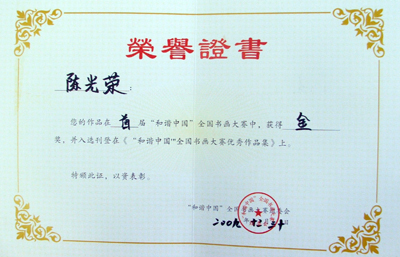 榮譽證書
陈光荣：
您的作品在 首 届“和谐中国”全国书画大赛中，获得 金
奖，并入选刊登在《“和谐中国”全国书画大赛优秀作品集》上。
特颁此证，以资表彰。
“和谐中国”全国